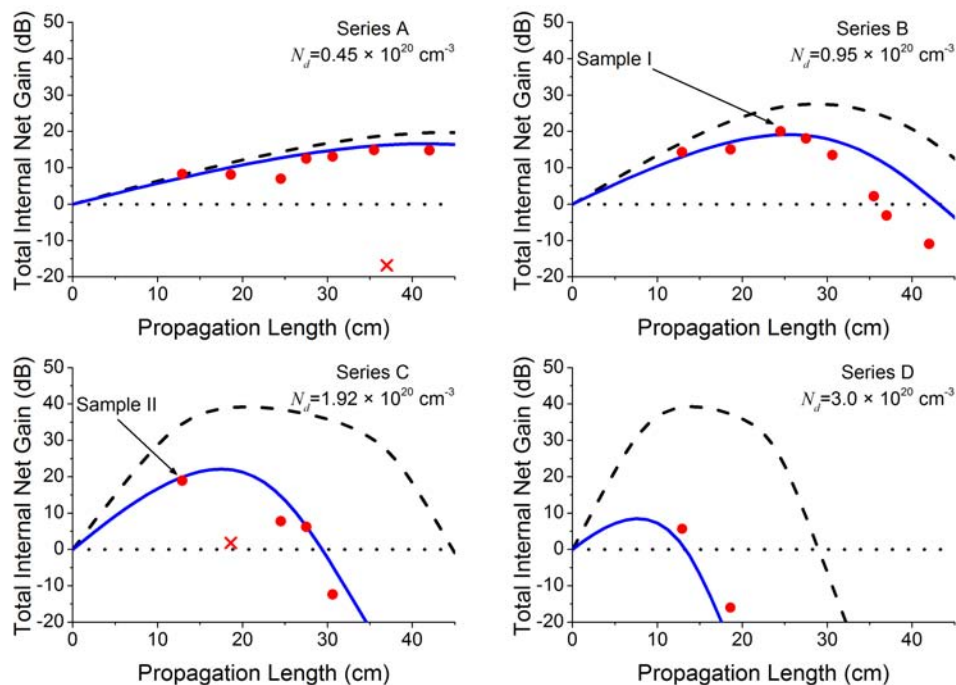 Total Internal Net Gain (dB)
50
40
30
20
10
0
-10
-20
Series A
N_d=0.45 × 10^20 cm^-3
0 10 20 30 40
Propagation Length (cm)
Total Internal Net Gain (dB)
50
40
30
20
10
0
-10
-20
Series B
N_d=0.95 × 10^20 cm^-3
Sample I
0 10 20 30 40
Propagation Length (cm)
Total Internal Net Gain (dB)
50
40
30
20
10
0
-10
-20
Series C
N_d=1.92 × 10^20 cm^-3
Sample II
0 10 20 30 40
Propagation Length (cm)
Total Internal Net Gain (dB)
50
40
30
20
10
0
-10
-20
Series D
N_d=3.0 × 10^20 cm^-3
0 10 20 30 40
Propagation Length (cm)